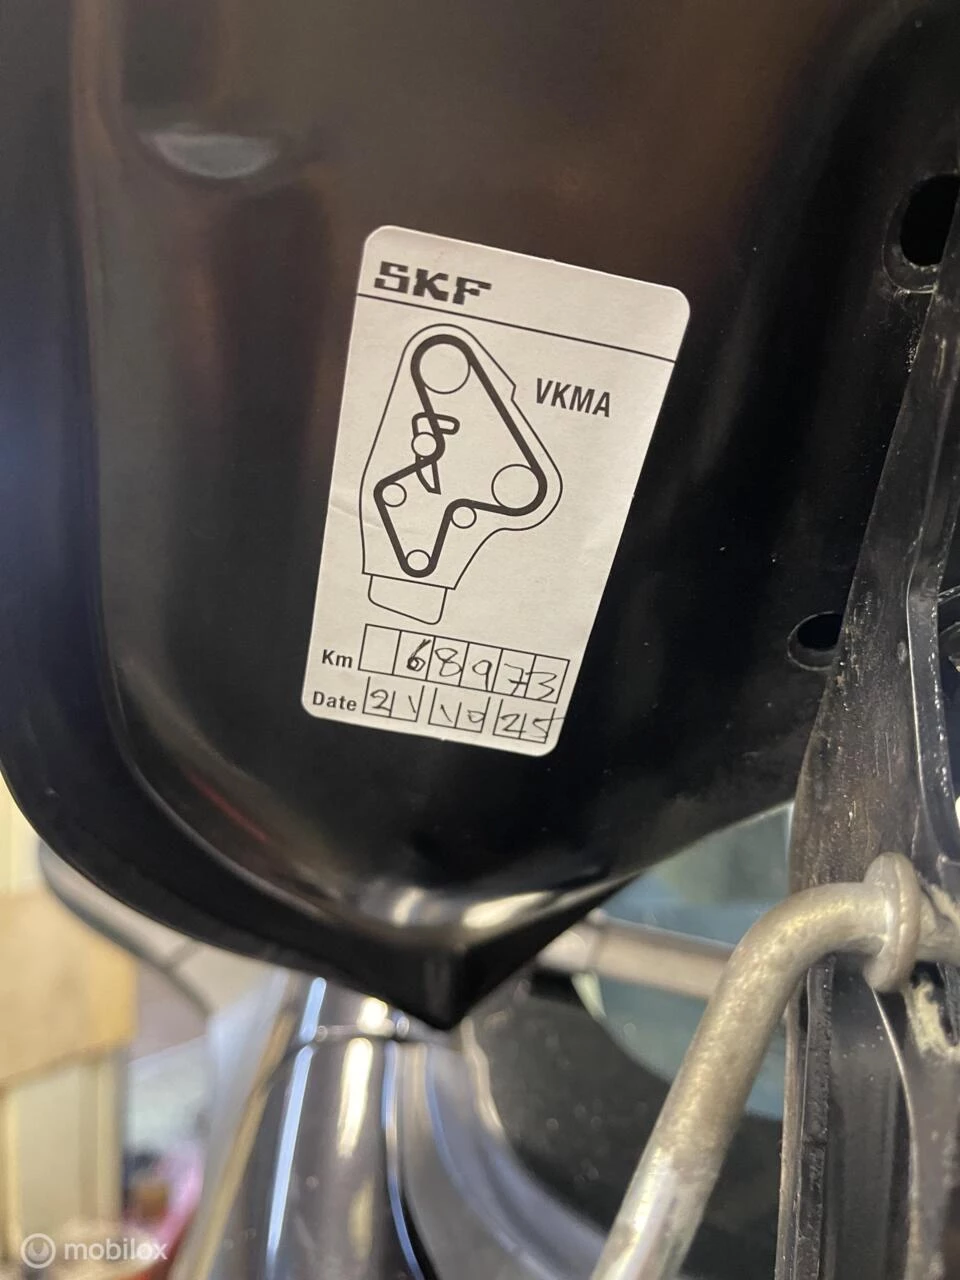 SKF
VKMA
Km 68973
Date 21 10 25
mobilox